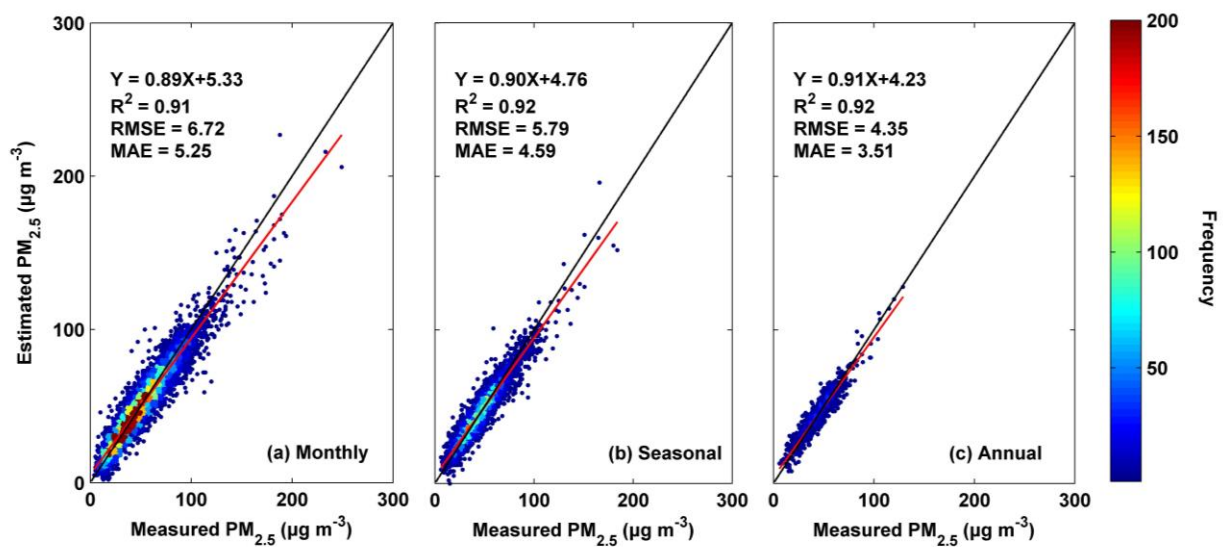 300
200
100
0
Estimated PM2.5 (µg m-3)
Y = 0.89X+5.33
R2 = 0.91
RMSE = 6.72
MAE = 5.25
(a) Monthly
0 100 200 300
Measured PM2.5 (µg m-3)
Y = 0.90X+4.76
R2 = 0.92
RMSE = 5.79
MAE = 4.59
(b) Seasonal
0 100 200 300
Measured PM2.5 (µg m-3)
Y = 0.91X+4.23
R2 = 0.92
RMSE = 4.35
MAE = 3.51
(c) Annual
0 100 200 300
Measured PM2.5 (µg m-3)
200
150
100
50
Frequency